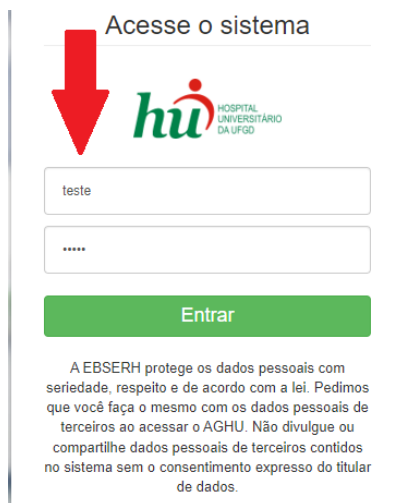 Acesse o sistema
hu
HOSPITAL
UNIVERSITÁRIO
DA UFGD
teste
•••••
Entrar
A EBSERH protege os dados pessoais com
seriedade, respeito e de acordo com a lei. Pedimos
que você faça o mesmo com os dados pessoais de
terceiros ao acessar o AGHU. Não divulgue ou
compartilhe dados pessoais de terceiros contidos
no sistema sem o consentimento expresso do titular
de dados.